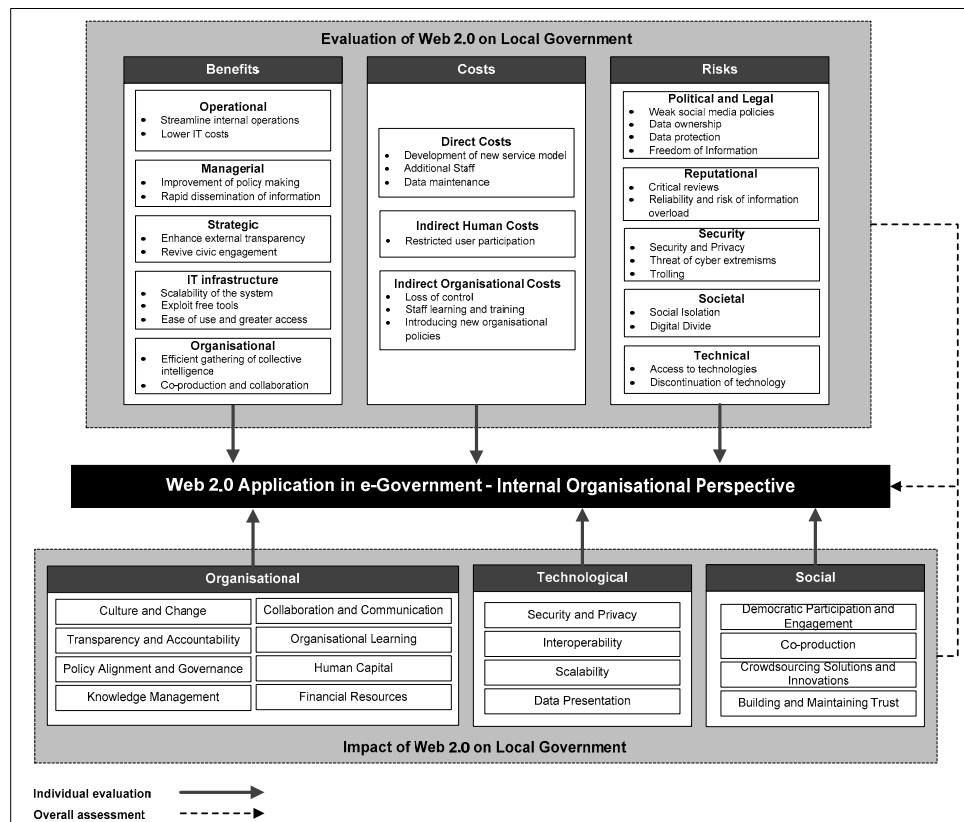 Evaluation of Web 2.0 on Local Government
Benefits
Operational
• Streamline internal operations
• Lower IT costs
Managerial
• Improvement of policy making
• Rapid dissemination of information
Strategic
• Enhance external transparency
• Revive civic engagement
IT infrastructure
• Scalability of the system
• Exploit free tools
• Ease of use and greater access
Organisational
• Efficient gathering of collective
intelligence
• Co-production and collaboration
Costs
Direct Costs
• Development of new service model
• Additional Staff
• Data maintenance
Indirect Human Costs
• Restricted user participation
Indirect Organisational Costs
• Loss of control
• Staff learning and training
• Introducing new organisational
policies
Risks
Political and Legal
• Weak social media policies
• Data ownership
• Data protection
• Freedom of Information
Reputational
• Critical reviews
• Reliability and risk of information
overload
Security
• Security and Privacy
• Threat of cyber extremisms
• Trolling
Societal
• Social Isolation
• Digital Divide
Technical
• Access to technologies
• Discontinuation of technology
Web 2.0 Application in e-Government - Internal Organisational Perspective
Organisational
Culture and Change
Transparency and Accountability
Policy Alignment and Governance
Knowledge Management
Collaboration and Communication
Organisational Learning
Human Capital
Financial Resources
Technological
Security and Privacy
Interoperability
Scalability
Data Presentation
Social
Democratic Participation and
Engagement
Co-production
Crowdsourcing Solutions and
Innovations
Building and Maintaining Trust
Impact of Web 2.0 on Local Government
Individual evaluation
Overall assessment